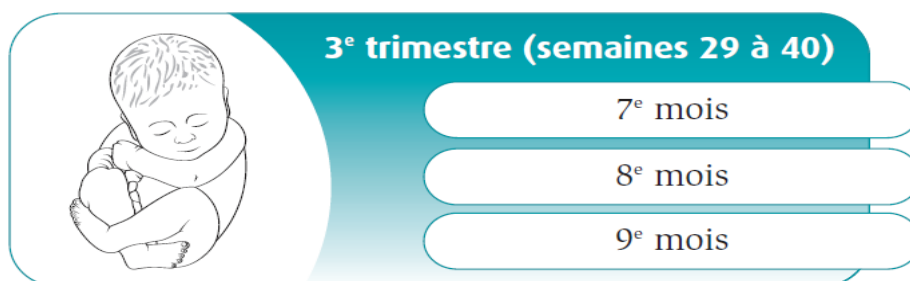 3ᵉ trimestre (semaines 29 à 40)
7ᵉ mois
8ᵉ mois
9ᵉ mois